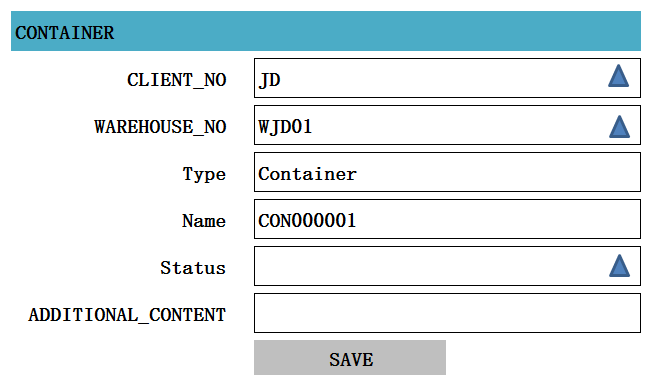 CONTAINER
CLIENT_NO JD
WAREHOUSE_NO WJD01
Type Container
Name CON000001
Status
ADDITIONAL_CONTENT
SAVE